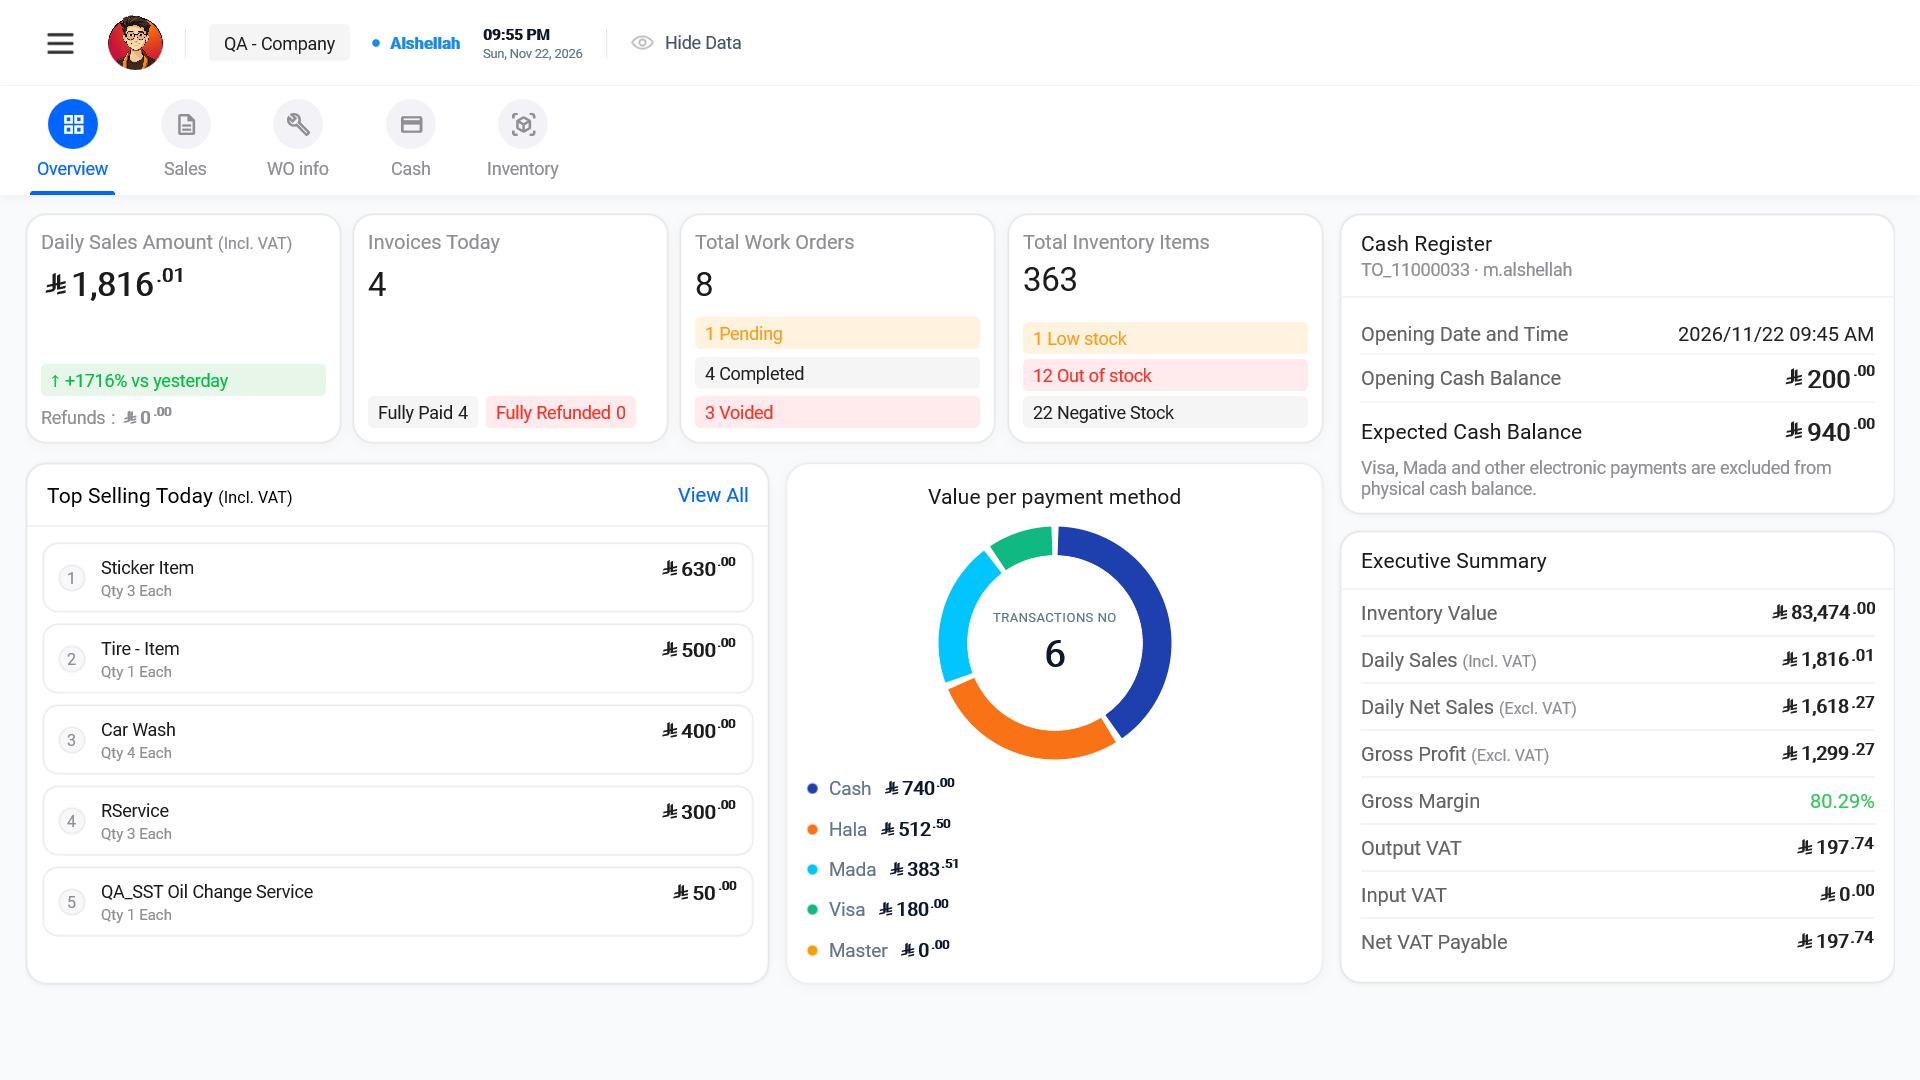 QA - Company
Alshellah
09:55 PM
Sun, Nov 22, 2026
Hide Data
Overview
Sales
WO info
Cash
Inventory
Daily Sales Amount (Incl. VAT)
⃁ 1,816.01
↑ +1716% vs yesterday
Refunds : ⃁ 0.00
Invoices Today
4
Fully Paid 4
Fully Refunded 0
Total Work Orders
8
1 Pending
4 Completed
3 Voided
Total Inventory Items
363
1 Low stock
12 Out of stock
22 Negative Stock
Cash Register
TO_11000033 · m.alshellah
Opening Date and Time 2026/11/22 09:45 AM
Opening Cash Balance ⃁ 200.00
Expected Cash Balance ⃁ 940.00
Visa, Mada and other electronic payments are excluded from
physical cash balance.
Top Selling Today (Incl. VAT)
View All
1 Sticker Item ⃁ 630.00
Qty 3 Each
2 Tire - Item ⃁ 500.00
Qty 1 Each
3 Car Wash ⃁ 400.00
Qty 4 Each
4 RService ⃁ 300.00
Qty 3 Each
5 QA_SST Oil Change Service ⃁ 50.00
Qty 1 Each
Value per payment method
TRANSACTIONS NO
6
Cash ⃁ 740.00
Hala ⃁ 512.50
Mada ⃁ 383.51
Visa ⃁ 180.00
Master ⃁ 0.00
Executive Summary
Inventory Value ⃁ 83,474.00
Daily Sales (Incl. VAT) ⃁ 1,816.01
Daily Net Sales (Excl. VAT) ⃁ 1,618.27
Gross Profit (Excl. VAT) ⃁ 1,299.27
Gross Margin 80.29%
Output VAT ⃁ 197.74
Input VAT ⃁ 0.00
Net VAT Payable ⃁ 197.74